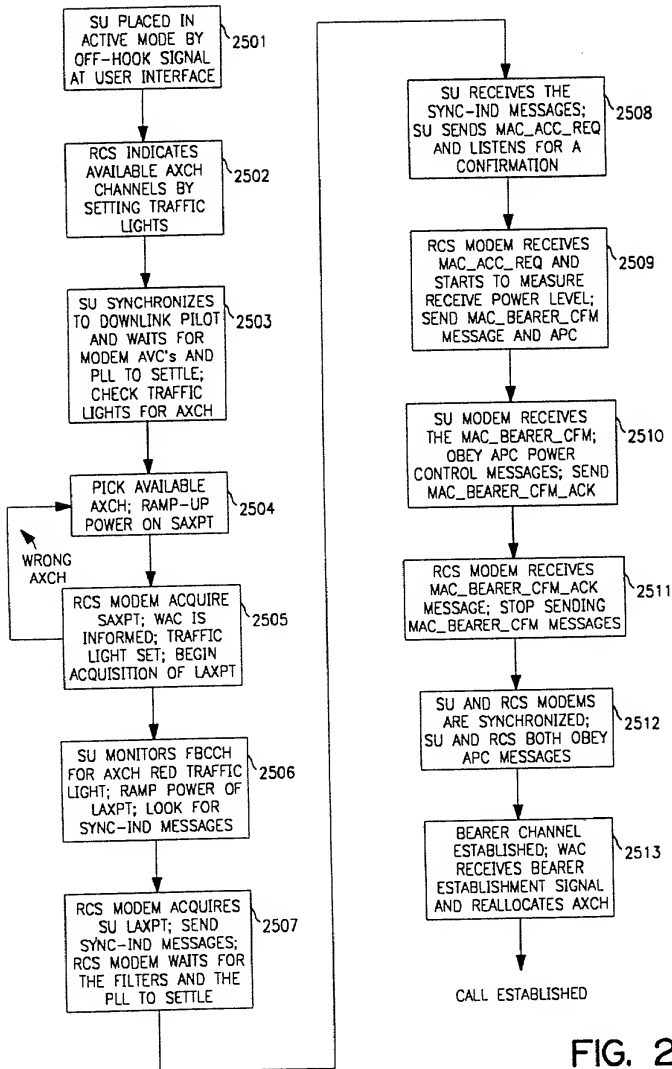 SU PLACED IN
ACTIVE MODE BY
OFF-HOOK SIGNAL
AT USER INTERFACE
2501
RCS INDICATES
AVAILABLE AXCH
CHANNELS BY
SETTING TRAFFIC
LIGHTS
2502
SU SYNCHRONIZES
TO DOWNLINK PILOT
AND WAITS FOR
MODEM AVC's AND
PLL TO SETTLE;
CHECK TRAFFIC
LIGHTS FOR AXCH
2503
PICK AVAILABLE
AXCH; RAMP-UP
POWER ON SAXPT
2504
WRONG
AXCH
RCS MODEM ACQUIRE
SAXPT; WAC IS
INFORMED; TRAFFIC
LIGHT SET; BEGIN
ACQUISITION OF LAXPT
2505
SU MONITORS FBCCH
FOR AXCH RED TRAFFIC
LIGHT; RAMP POWER OF
LAXPT; LOOK FOR
SYNC-IND MESSAGES
2506
RCS MODEM ACQUIRES
SU LAXPT; SEND
SYNC-IND MESSAGES;
RCS MODEM WAITS FOR
THE FILTERS AND THE
PLL TO SETTLE
2507
SU RECEIVES THE
SYNC-IND MESSAGES;
SU SENDS MAC_ACC_REQ
AND LISTENS FOR A
CONFIRMATION
2508
RCS MODEM RECEIVES
MAC_ACC_REQ AND
STARTS TO MEASURE
RECEIVE POWER LEVEL;
SEND MAC_BEARER_CFM
MESSAGE AND APC
2509
SU MODEM RECEIVES
THE MAC_BEARER_CFM;
OBEY APC POWER
CONTROL MESSAGES; SEND
MAC_BEARER_CFM_ACK
2510
RCS MODEM RECEIVES
MAC_BEARER_CFM_ACK
MESSAGE; STOP SENDING
MAC_BEARER_CFM MESSAGES
2511
SU AND RCS MODEMS
ARE SYNCHRONIZED;
SU AND RCS BOTH OBEY
APC MESSAGES
2512
BEARER CHANNEL
ESTABLISHED; WAC
RECEIVES BEARER
ESTABLISHMENT SIGNAL
AND REALLOCATES AXCH
2513
CALL ESTABLISHED
FIG. 2